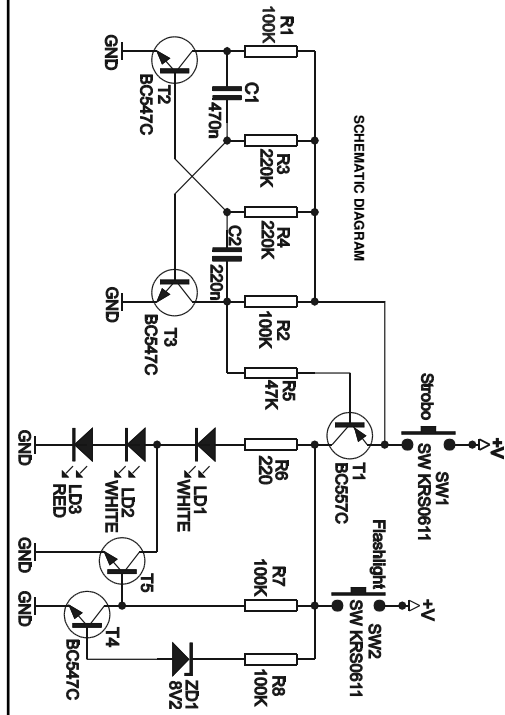 SCHEMATIC DIAGRAM
+V
+V
Strobo
SW1
SW KRS0611
Flashlight
SW2
SW KRS0611
R1
100K
R3
220K
R4
220K
R2
100K
R5
47K
T1
BC557C
C1
470n
C2
220n
T2
BC547C
T3
BC547C
GND
GND
R6
220
R7
100K
R8
100K
LD1
WHITE
LD2
WHITE
LD3
RED
ZD1
8V2
T5
T4
BC547C
GND
GND
GND